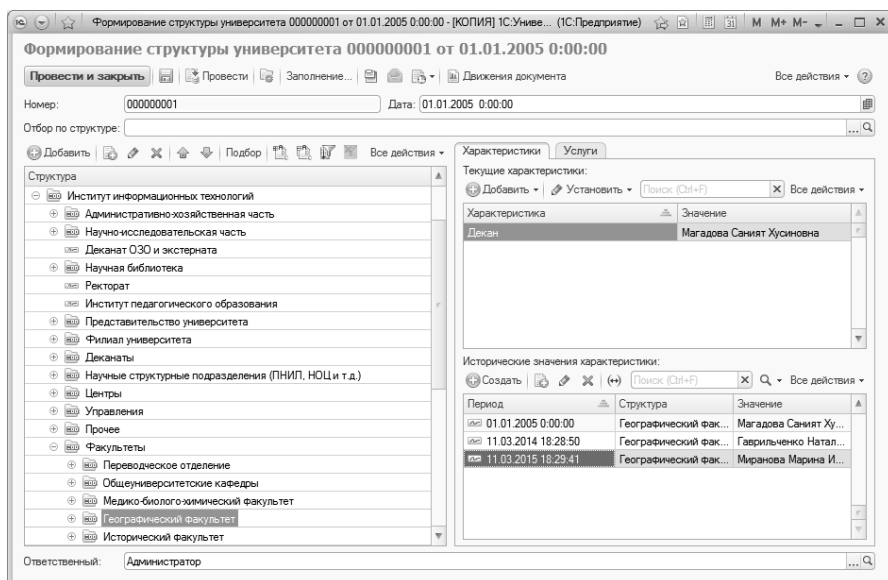 Формирование структуры университета 000000001 от 01.01.2005 0:00:00 - [КОПИЯ] 1С:Униве... (1С:Предприятие) M M+ M-
Формирование структуры университета 000000001 от 01.01.2005 0:00:00
Провести и закрыть Провести Заполнение... Движения документа Все действия
Номер: 000000001 Дата: 01.01.2005 0:00:00
Отбор по структуре:
Добавить Подбор Все действия
Структура
Институт информационных технологий
Административно-хозяйственная часть
Научно-исследовательская часть
Деканат ОЗО и экстерната
Научная библиотека
Ректорат
Институт педагогического образования
Представительство университета
Филиал университета
Деканаты
Научные структурные подразделения (ПНИЛ, НОЦ и т.д.)
Центры
Управления
Прочее
Факультеты
Переводческое отделение
Общеуниверситетские кафедры
Медико-биолого-химический факультет
Географический факультет
Исторический факультет
Характеристики Услуги
Текущие характеристики:
Добавить Установить Поиск (Ctrl+F) Все действия
Характеристика Значение
Декан Магадова Саният Хусиновна
Исторические значения характеристики:
Создать Поиск (Ctrl+F) Все действия
Период Структура Значение
01.01.2005 0:00:00 Географический фак... Магадова Саният Ху...
11.03.2014 18:28:50 Географический фак... Гаврильченко Натал...
11.03.2015 18:29:41 Географический фак... Миранова Марина И...
Ответственный: Администратор